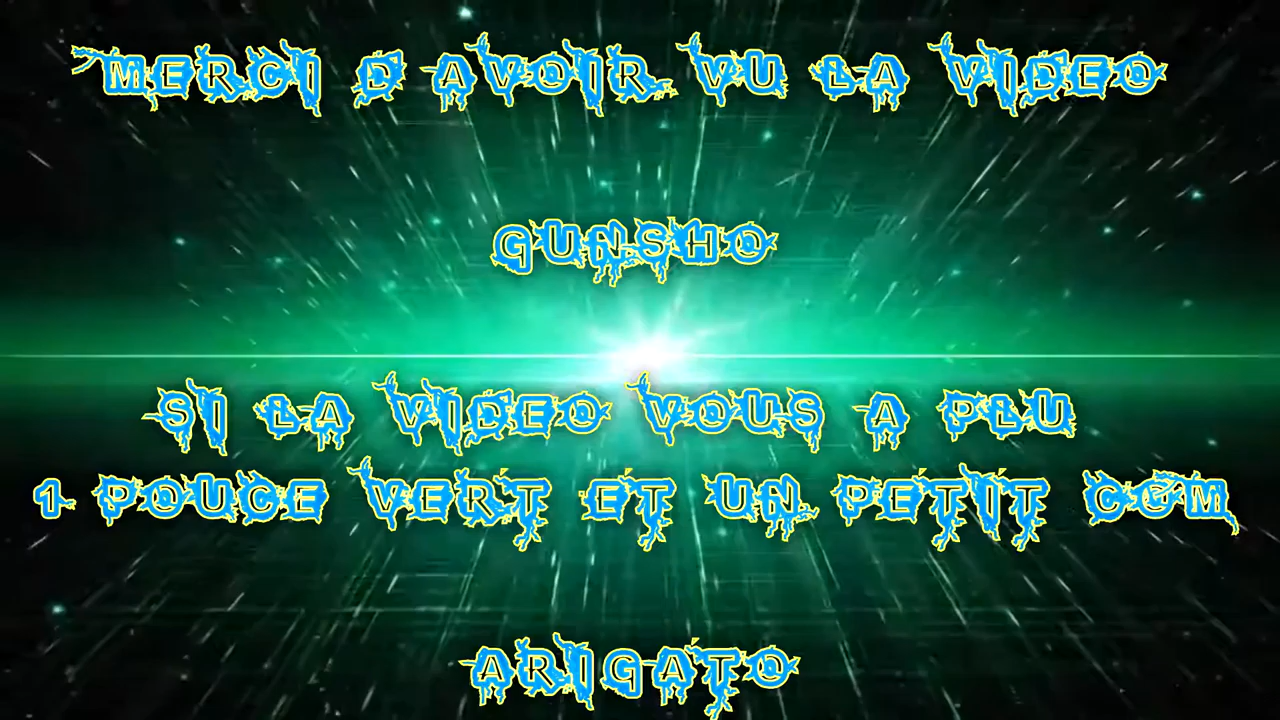 MERCI D AVOIR VU LA VIDEO
GUNSHO
SI LA VIDEO VOUS A PLU
1 POUCE VERT ET UN PETIT COM
ARIGATO